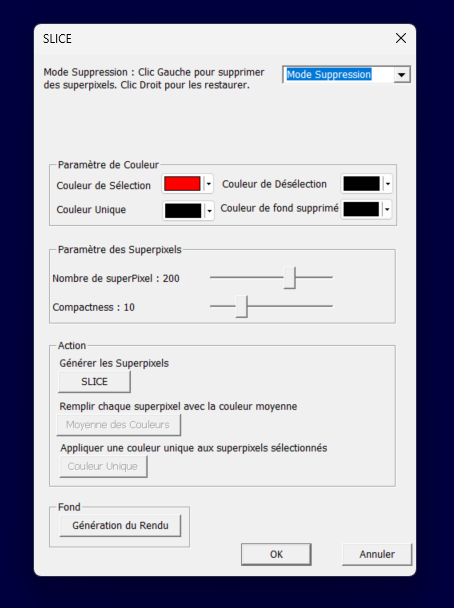 SLICE
Mode Suppression : Clic Gauche pour supprimer
des superpixels. Clic Droit pour les restaurer.
Mode Suppression
Paramètre de Couleur
Couleur de Sélection
Couleur de Désélection
Couleur Unique
Couleur de fond supprimé
Paramètre des Superpixels
Nombre de superPixel : 200
Compactness : 10
Action
Générer les Superpixels
SLICE
Remplir chaque superpixel avec la couleur moyenne
Moyenne des Couleurs
Appliquer une couleur unique aux superpixels sélectionnés
Couleur Unique
Fond
Génération du Rendu
OK
Annuler